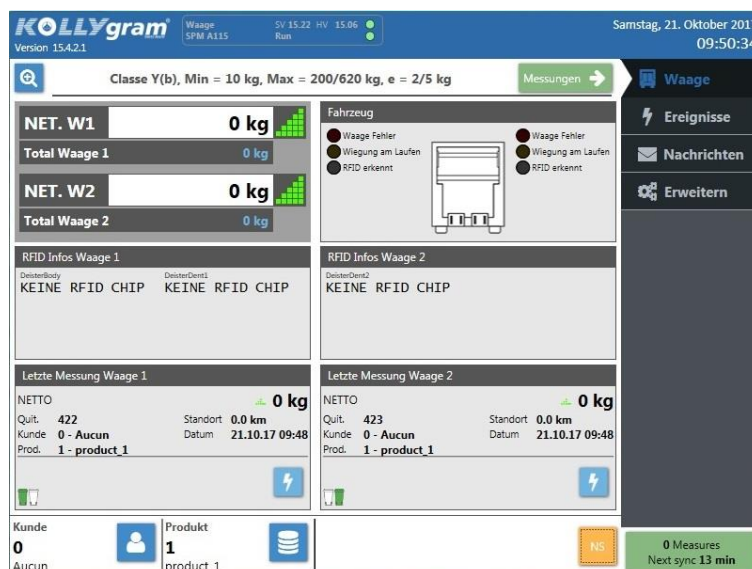 KOLLYgram
Version 15.4.2.1
Waage SV 15.22 HV 15.06
SPM A115 Run
Samstag, 21. Oktober 201
09:50:34
Classe Y(b), Min = 10 kg, Max = 200/620 kg, e = 2/5 kg
Messungen
Waage
Ereignisse
Nachrichten
Erweitern
NET. W1 0 kg
Total Waage 1 0 kg
NET. W2 0 kg
Total Waage 2 0 kg
Fahrzeug
Waage Fehler
Wiegung am Laufen
RFID erkennt
Waage Fehler
Wiegung am Laufen
RFID erkennt
RFID Infos Waage 1
DeisterBody DeisterDent1
KEINE RFID CHIP KEINE RFID CHIP
RFID Infos Waage 2
DeisterDent2
KEINE RFID CHIP
Letzte Messung Waage 1
NETTO 0 kg
Quit. 422 Standort 0.0 km
Kunde 0 - Aucun Datum 21.10.17 09:48
Prod. 1 - product_1
Letzte Messung Waage 2
NETTO 0 kg
Quit. 423 Standort 0.0 km
Kunde 0 - Aucun Datum 21.10.17 09:48
Prod. 1 - product_1
Kunde
0
Aucun
Produkt
1
product_1
NS
0 Measures
Next sync 13 min